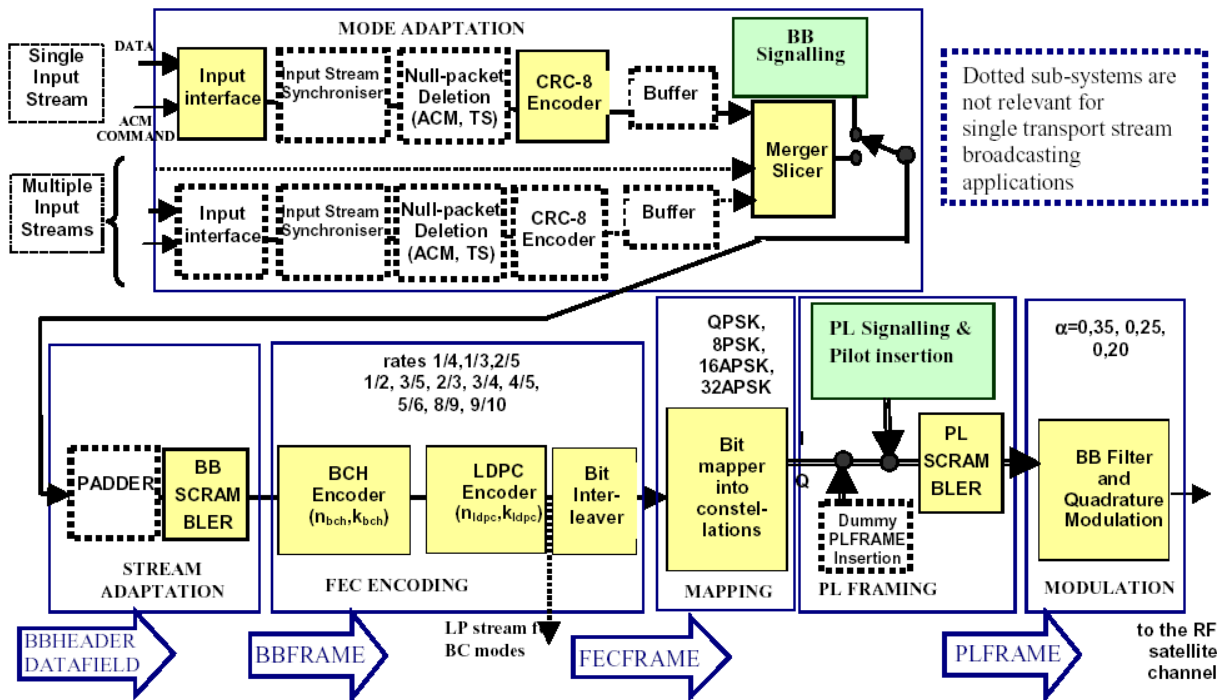 MODE ADAPTATION
BB
Signalling
DATA
Single
Input
Stream
Input
interface
Input Stream
Synchroniser
Null-packet
Deletion
(ACM, TS)
CRC-8
Encoder
Buffer
Dotted sub-systems are
not relevant for
single transport stream
broadcasting
applications
ACM
COMMAND
Merger
Slicer
Multiple
Input
Streams
Input
interface
Input Stream
Synchroniser
Null-packet
Deletion
(ACM, TS)
CRC-8
Encoder
Buffer
rates 1/4,1/3,2/5
1/2, 3/5, 2/3, 3/4, 4/5,
5/6, 8/9, 9/10
QPSK,
8PSK,
16APSK,
32APSK
PL Signalling &
Pilot insertion
α=0,35, 0,25,
0,20
PADDER
BB
SCRAM
BLER
BCH
Encoder
(nbch,kbch)
LDPC
Encoder
(nldpc,kldpc)
Bit
Inter-
leaver
Bit
mapper
into
constel-
lations
I
Q
Dummy
PLFRAME
Insertion
PL
SCRAM
BLER
BB Filter
and
Quadrature
Modulation
STREAM
ADAPTATION
FEC ENCODING
MAPPING
PL FRAMING
MODULATION
BBHEADER
DATAFIELD
BBFRAME
LP stream f
BC modes
FECFRAME
PLFRAME
to the RF
satellite
channel